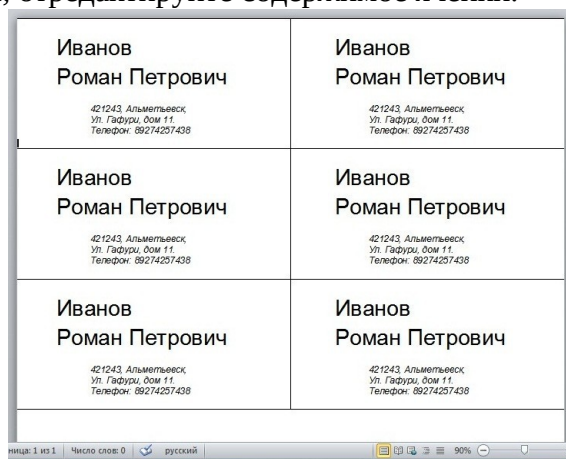 отредактируйте содержимое ячейки.
Иванов
Роман Петрович
421243, Альметьевск,
Ул. Гафури, дом 11.
Телефон: 89274257438
Иванов
Роман Петрович
421243, Альметьевск,
Ул. Гафури, дом 11.
Телефон: 89274257438
Иванов
Роман Петрович
421243, Альметьевск,
Ул. Гафури, дом 11.
Телефон: 89274257438
Иванов
Роман Петрович
421243, Альметьевск,
Ул. Гафури, дом 11.
Телефон: 89274257438
Иванов
Роман Петрович
421243, Альметьевск,
Ул. Гафури, дом 11.
Телефон: 89274257438
Иванов
Роман Петрович
421243, Альметьевск,
Ул. Гафури, дом 11.
Телефон: 89274257438
ница: 1 из 1 Число слов: 0 русский 90%